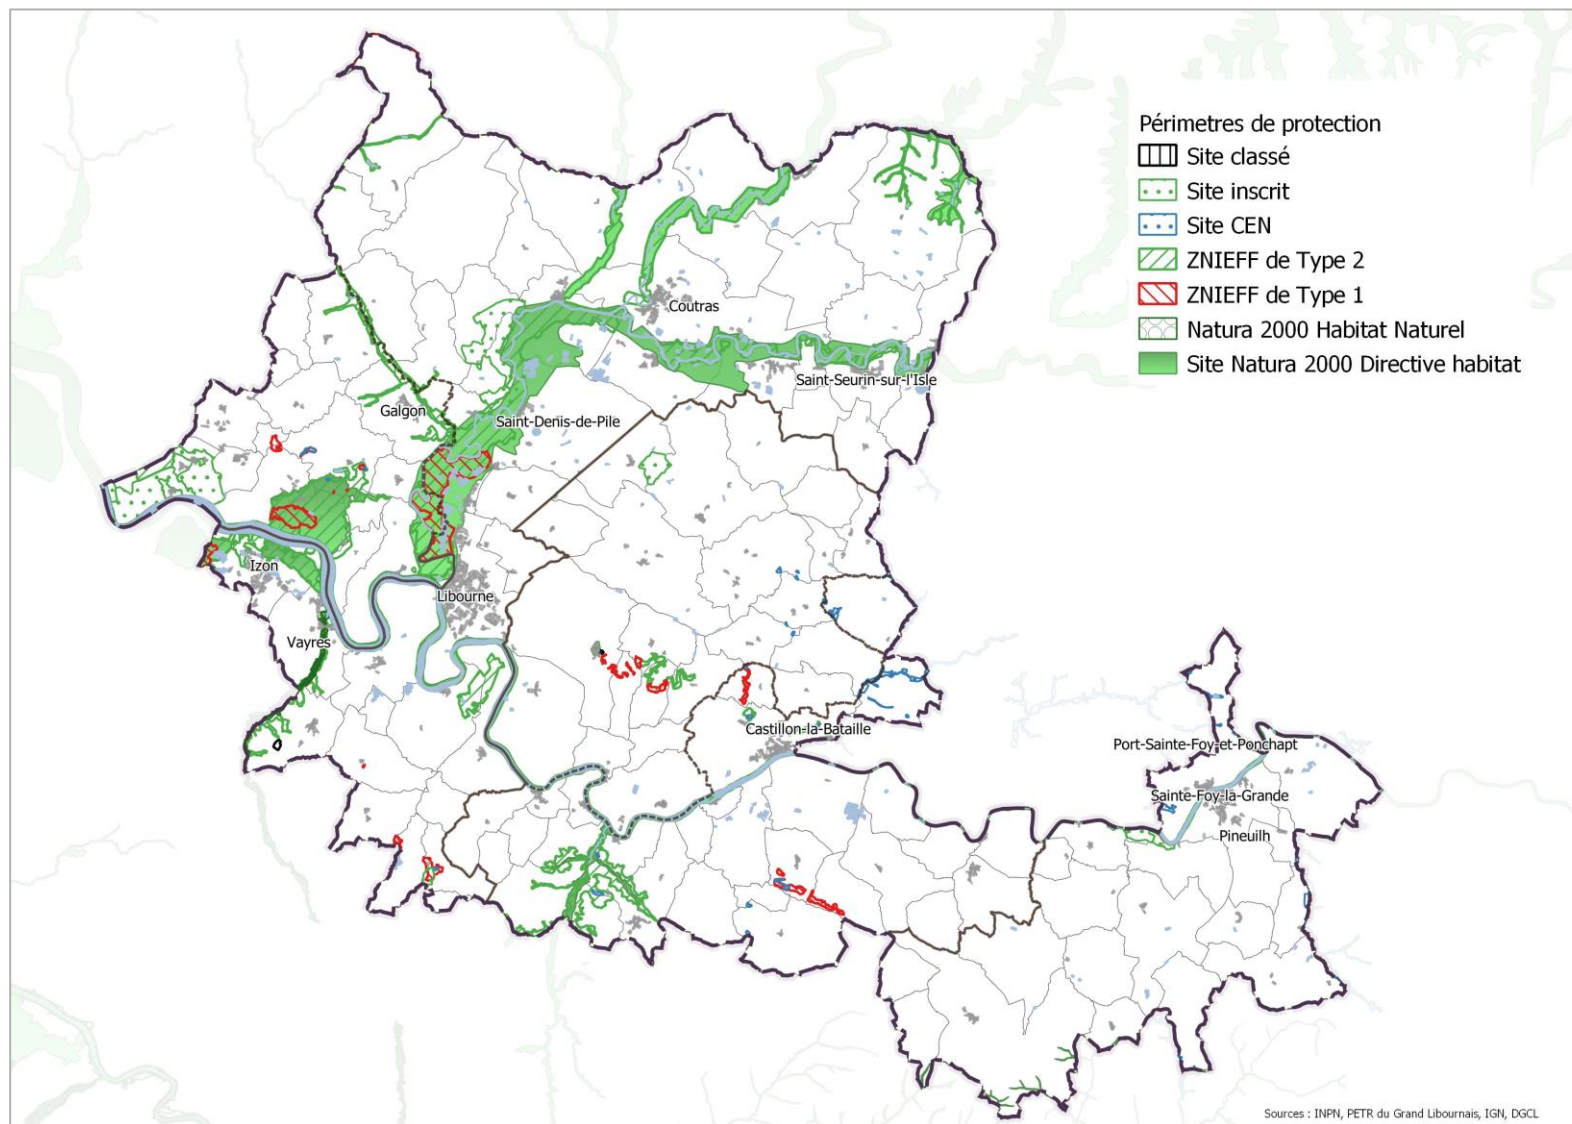 Périmetres de protection
Site classé
Site inscrit
Site CEN
ZNIEFF de Type 2
ZNIEFF de Type 1
Natura 2000 Habitat Naturel
Site Natura 2000 Directive habitat
Coutras
Saint-Seurin-sur-l'Isle
Galgon
Saint-Denis-de-Pile
Izon
Libourne
Vayres
Castillon-la-Bataille
Port-Sainte-Foy-et-Ponchapt
Sainte-Foy-la-Grande
Pineuilh
Sources : INPN, PETR du Grand Libournais, IGN, DGCL